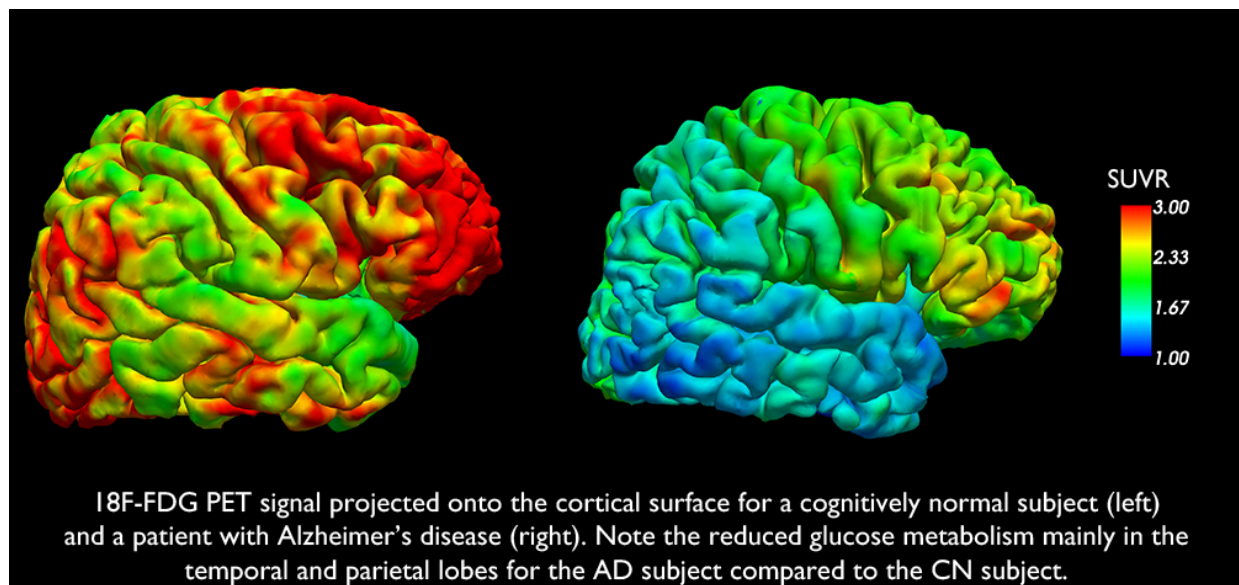 SUVR
3.00
2.33
1.67
1.00
18F-FDG PET signal projected onto the cortical surface for a cognitively normal subject (left)
and a patient with Alzheimer's disease (right). Note the reduced glucose metabolism mainly in the
temporal and parietal lobes for the AD subject compared to the CN subject.